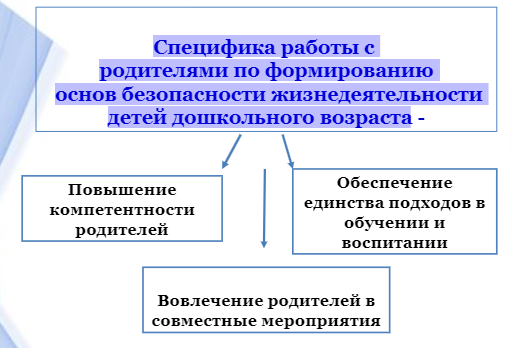 Специфика работы с
родителями по формированию
основ безопасности жизнедеятельности
детей дошкольного возраста -
Повышение
компетентности
родителей
Обеспечение
единства подходов в
обучении и
воспитании
Вовлечение родителей в
совместные мероприятия